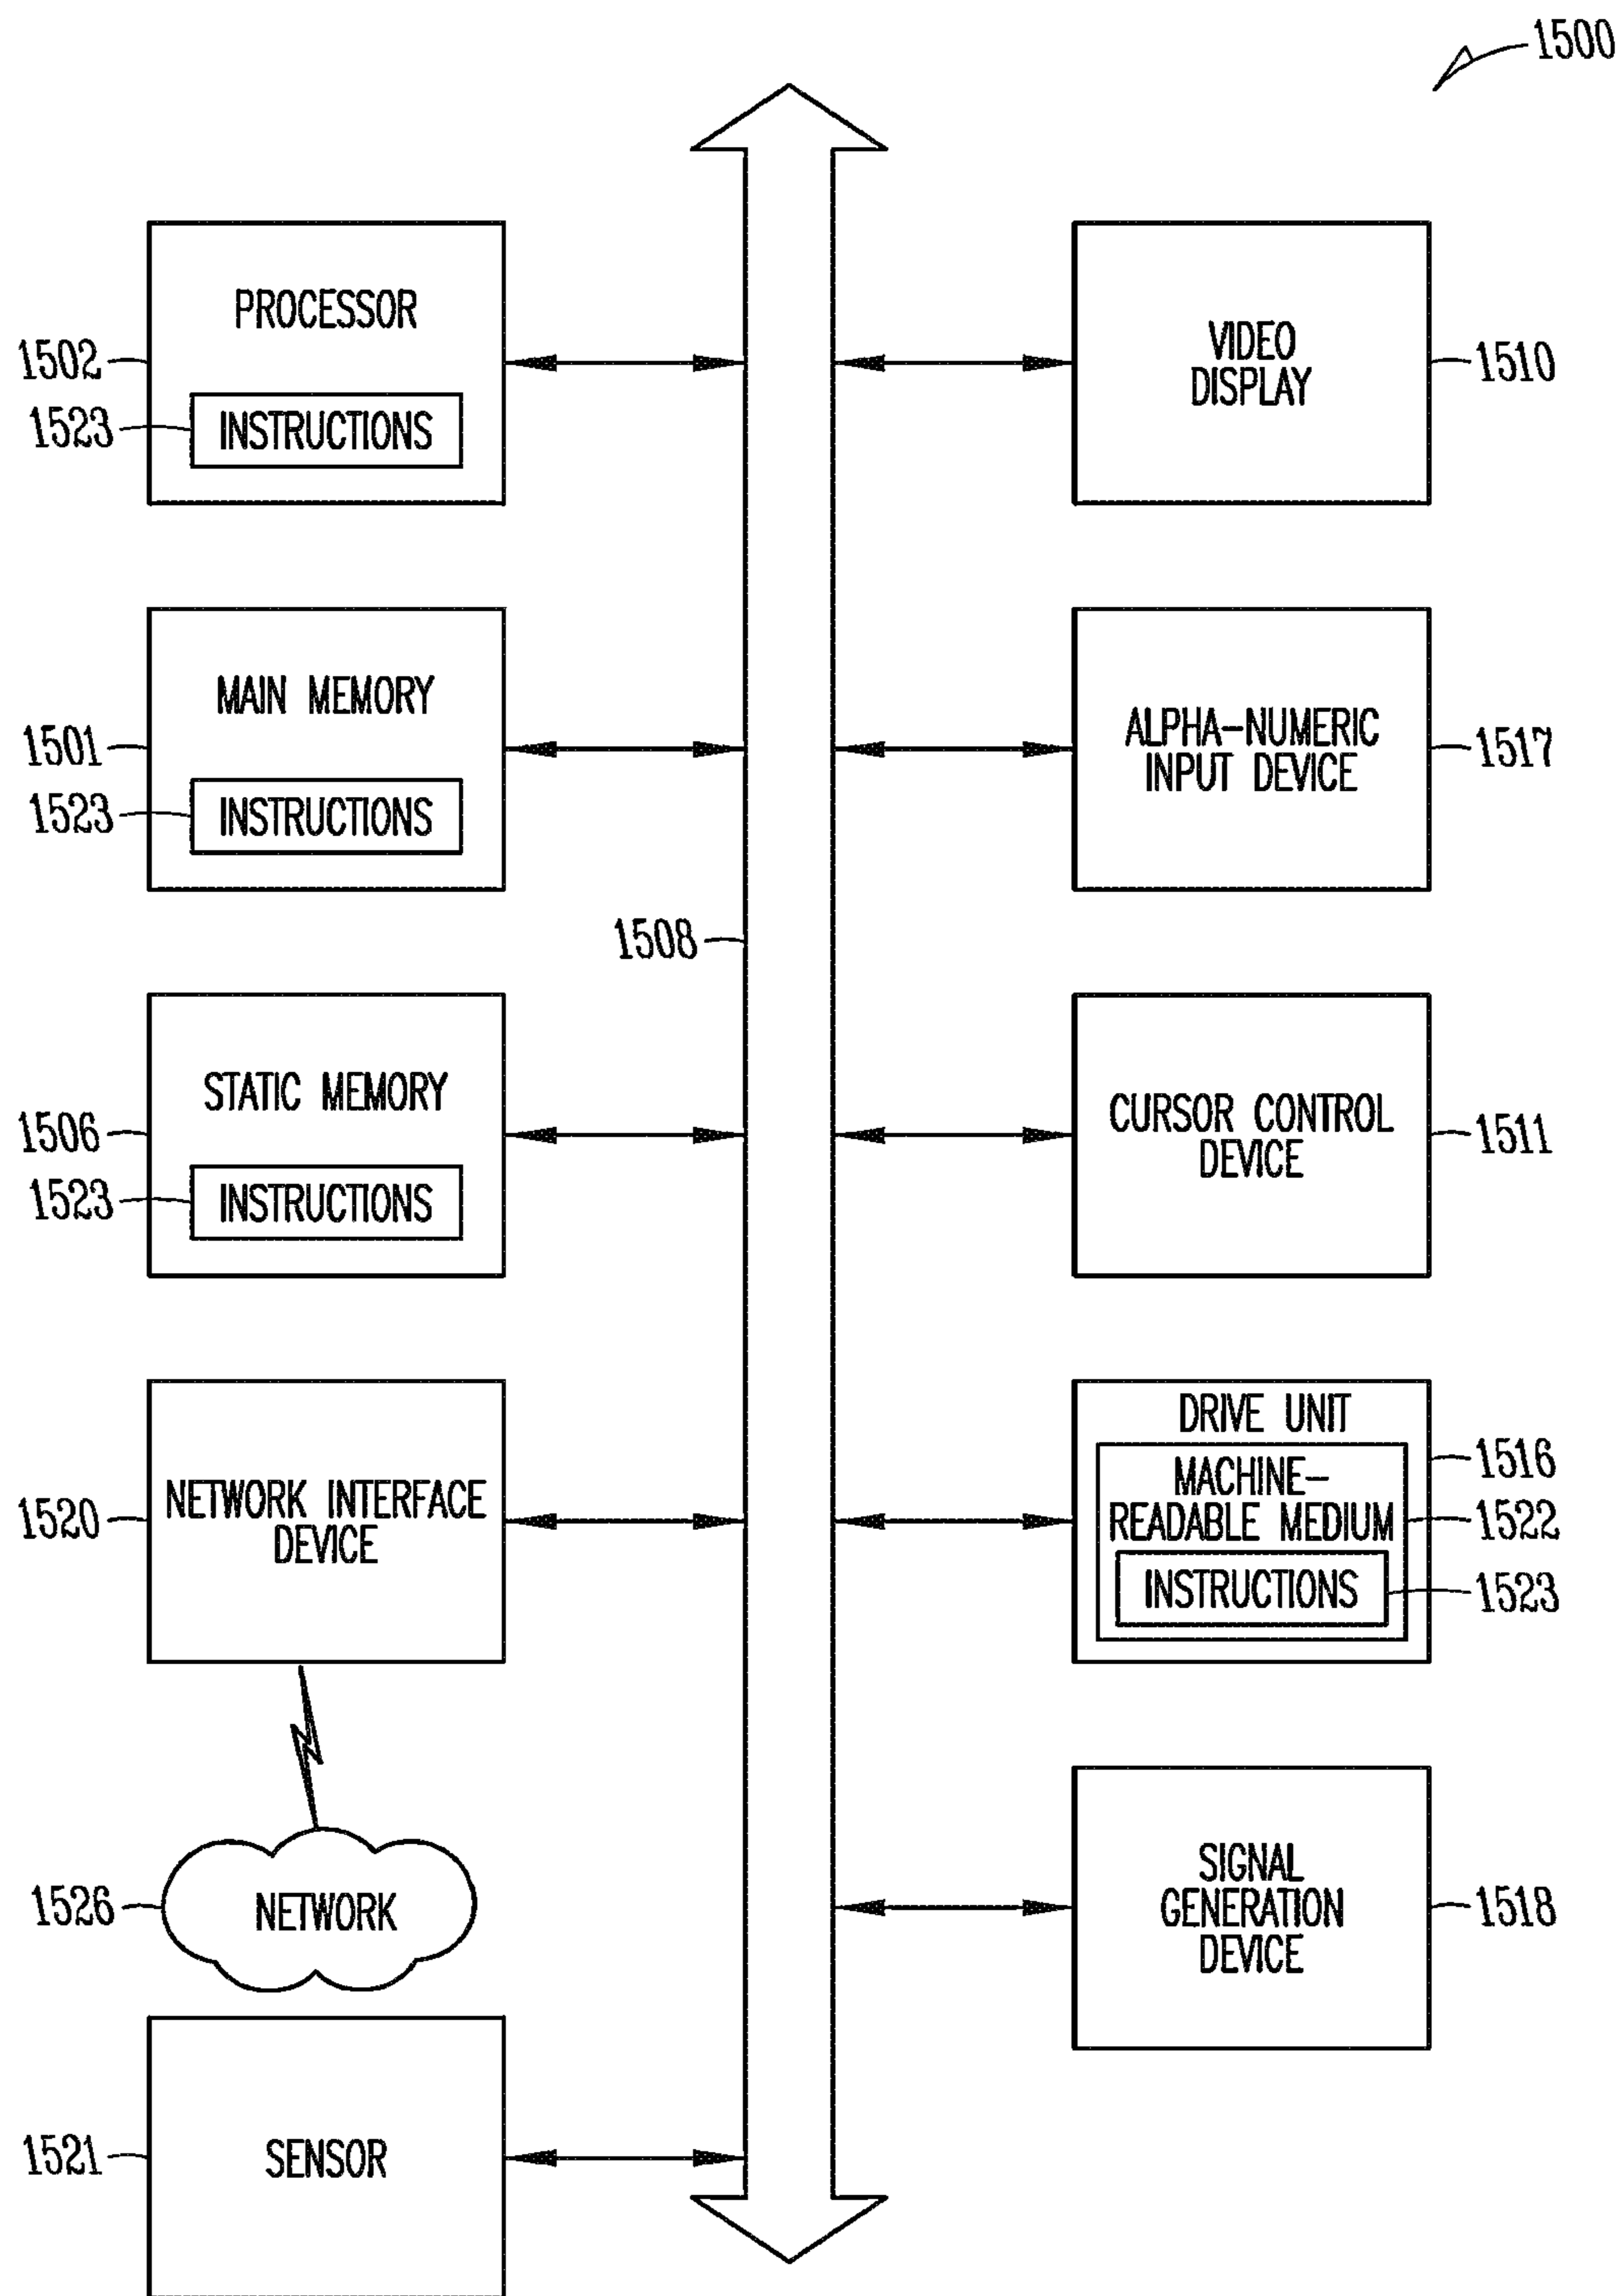 1500
PROCESSOR
1502
1523
INSTRUCTIONS
VIDEO
DISPLAY
1510
MAIN MEMORY
1501
1523
INSTRUCTIONS
ALPHA-NUMERIC
INPUT DEVICE
1517
1508
STATIC MEMORY
1506
1523
INSTRUCTIONS
CURSOR CONTROL
DEVICE
1511
NETWORK INTERFACE
DEVICE
1520
DRIVE UNIT
1516
MACHINE-
READABLE MEDIUM
1522
INSTRUCTIONS
1523
1526
NETWORK
SIGNAL
GENERATION
DEVICE
1518
1521
SENSOR